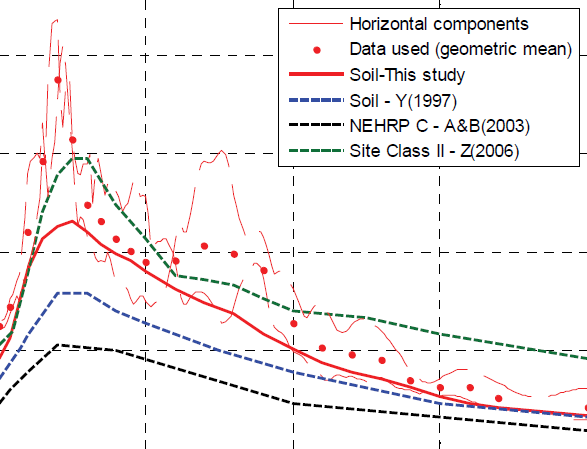 Horizontal components
Data used (geometric mean)
Soil-This study
Soil - Y(1997)
NEHRP C - A&B(2003)
Site Class II - Z(2006)